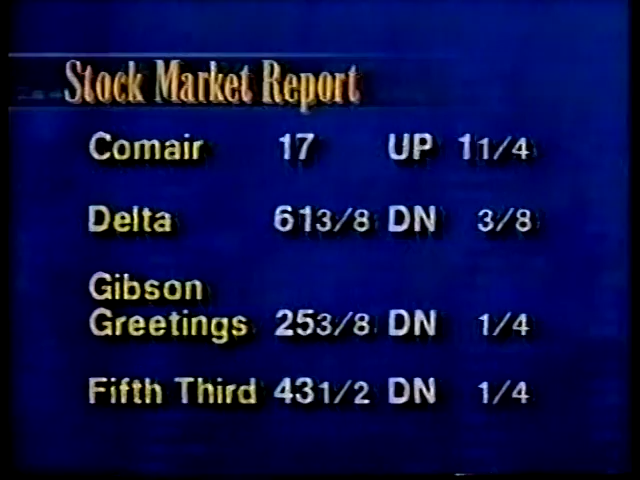 Stock Market Report
Comair 17 UP 1 1/4
Delta 61 3/8 DN 3/8
Gibson
Greetings 25 3/8 DN 1/4
Fifth Third 43 1/2 DN 1/4